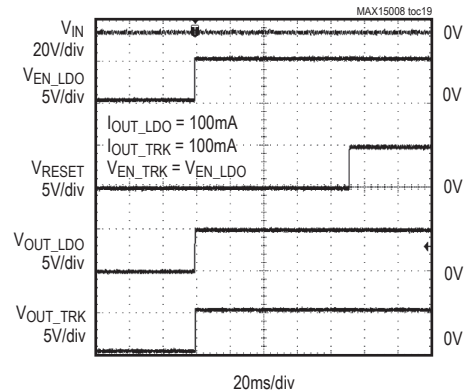 MAX15008 toc19
VIN
20V/div
0V
VEN_LDO
5V/div
0V
IOUT_LDO = 100mA
IOUT_TRK = 100mA
VEN_TRK = VEN_LDO
VRESET
5V/div
0V
VOUT_LDO
5V/div
0V
VOUT_TRK
5V/div
0V
20ms/div